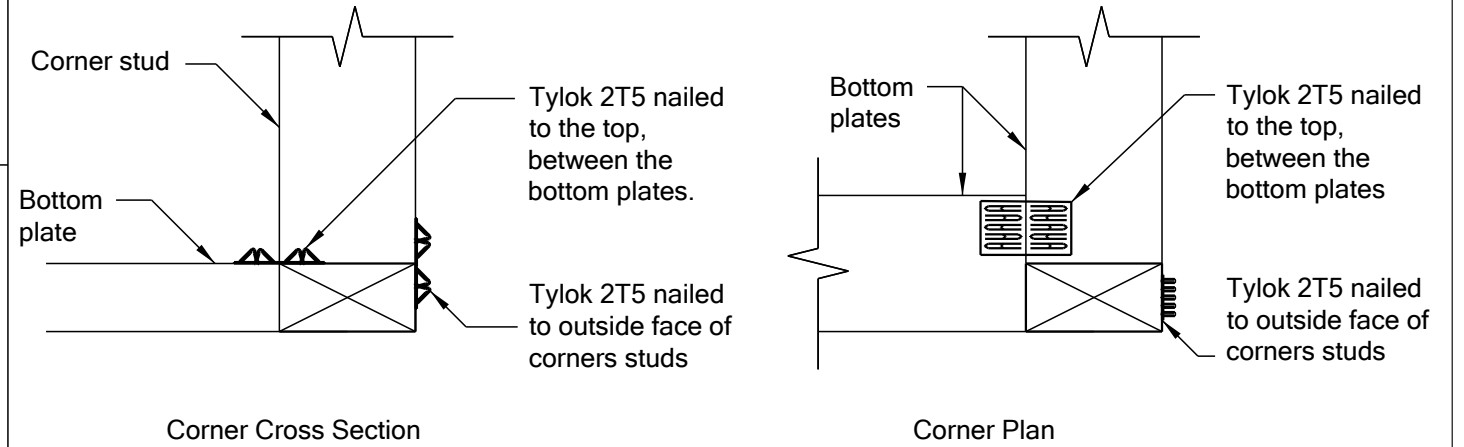 Corner stud
Tylok 2T5 nailed
to the top,
between the
bottom plates.
Bottom
plate
Tylok 2T5 nailed
to outside face of
corners studs
Corner Cross Section
Bottom
plates
Tylok 2T5 nailed
to the top,
between the
bottom plates
Tylok 2T5 nailed
to outside face of
corners studs
Corner Plan